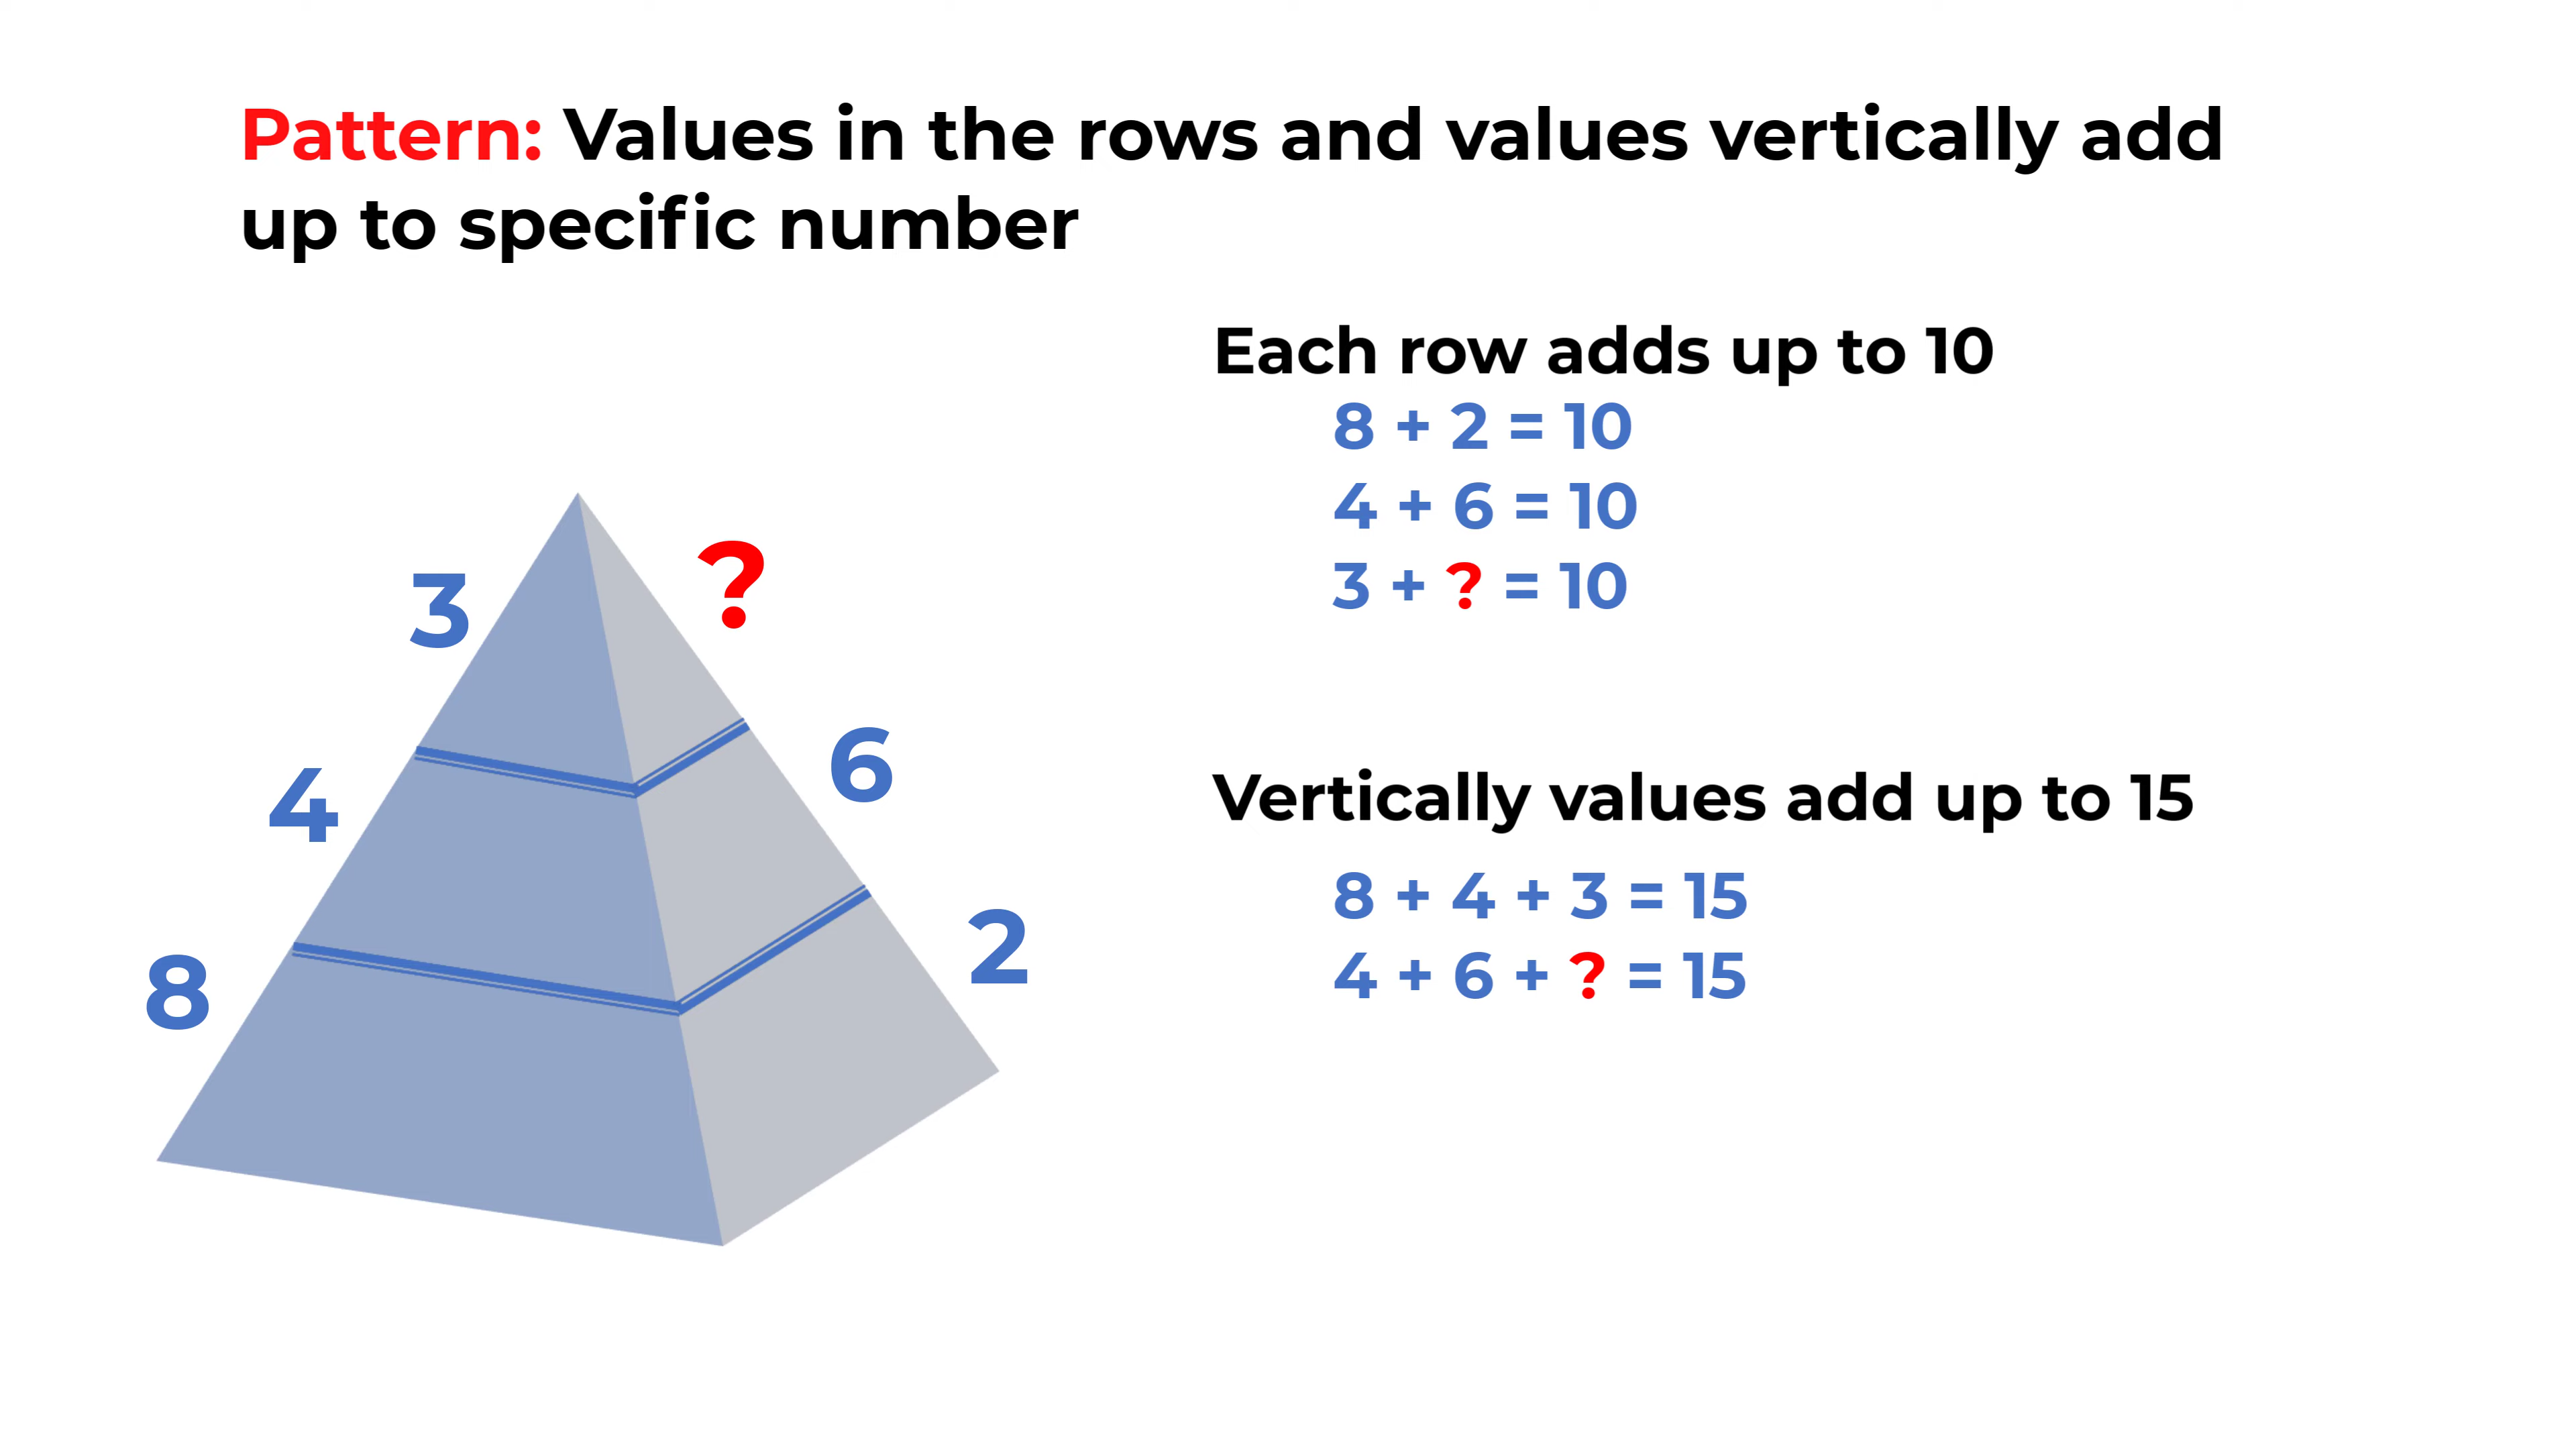 Pattern: Values in the rows and values vertically add
up to specific number
Each row adds up to 10
8 + 2 = 10
4 + 6 = 10
3 + ? = 10
3
?
4
6
8
2
Vertically values add up to 15
8 + 4 + 3 = 15
4 + 6 + ? = 15